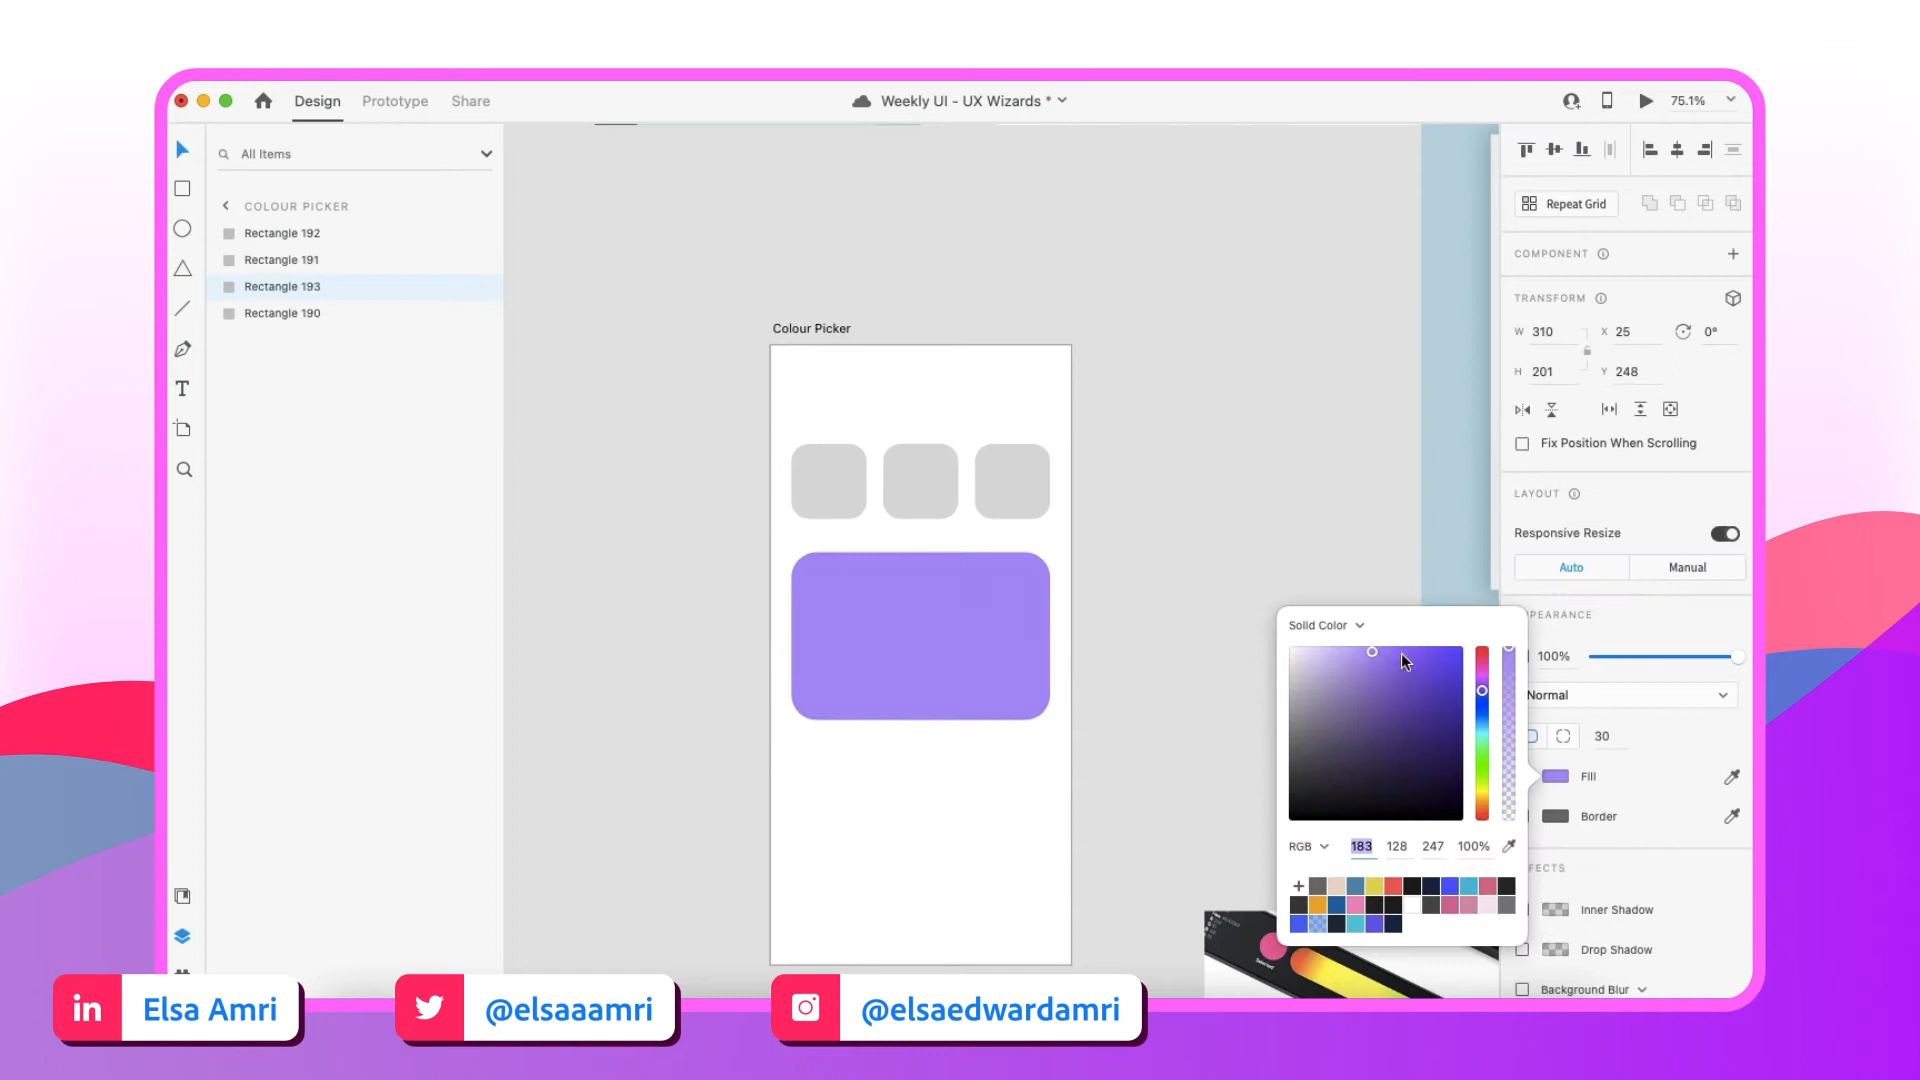 Design Prototype Share
Weekly UI - UX Wizards *
75.1%
All Items
COLOUR PICKER
Rectangle 192
Rectangle 191
Rectangle 193
Rectangle 190
Colour Picker
Repeat Grid
COMPONENT
TRANSFORM
W 310 X 25 0°
H 201 Y 248
Fix Position When Scrolling
LAYOUT
Responsive Resize
Auto Manual
PEARANCE
100%
Normal
30
Fill
Border
FECTS
Inner Shadow
Drop Shadow
Background Blur
Solid Color
RGB 183 128 247 100%
T
in Elsa Amri
@elsaaamri
@elsaedwardamri